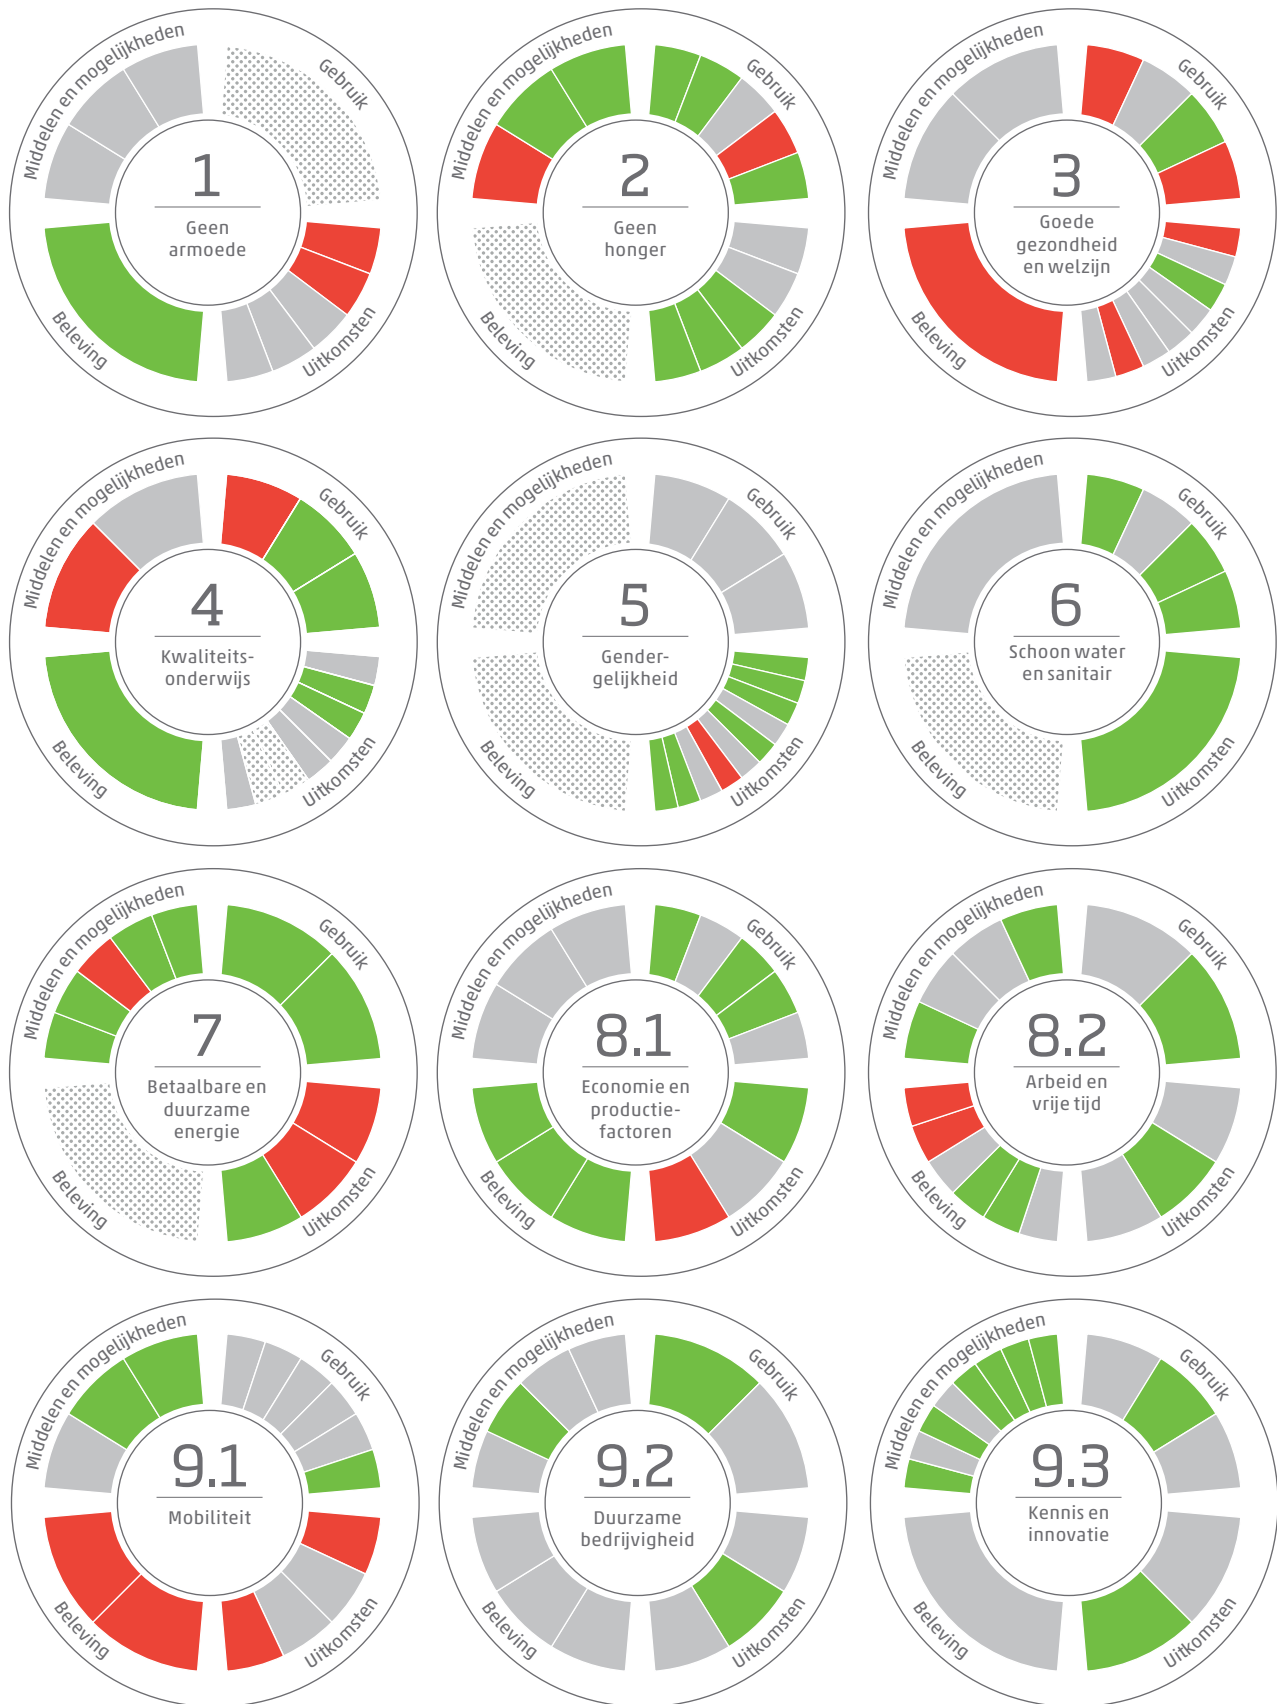 Middelen en mogelijkheden
Gebruik
1
Geen
armoede
Beleving
Uitkomsten
Middelen en mogelijkheden
Gebruik
2
Geen
honger
Beleving
Uitkomsten
Middelen en mogelijkheden
Gebruik
3
Goede
gezondheid
en welzijn
Beleving
Uitkomsten
Middelen en mogelijkheden
Gebruik
4
Kwaliteits-
onderwijs
Beleving
Uitkomsten
Middelen en mogelijkheden
Gebruik
5
Gender-
gelijkheid
Beleving
Uitkomsten
Middelen en mogelijkheden
Gebruik
6
Schoon water
en sanitair
Beleving
Uitkomsten
Middelen en mogelijkheden
Gebruik
7
Betaalbare en
duurzame
energie
Beleving
Uitkomsten
Middelen en mogelijkheden
Gebruik
8.1
Economie en
productie-
factoren
Beleving
Uitkomsten
Middelen en mogelijkheden
Gebruik
8.2
Arbeid en
vrije tijd
Beleving
Uitkomsten
Middelen en mogelijkheden
Gebruik
9.1
Mobiliteit
Beleving
Uitkomsten
Middelen en mogelijkheden
Gebruik
9.2
Duurzame
bedrijvigheid
Beleving
Uitkomsten
Middelen en mogelijkheden
Gebruik
9.3
Kennis en
innovatie
Beleving
Uitkomsten